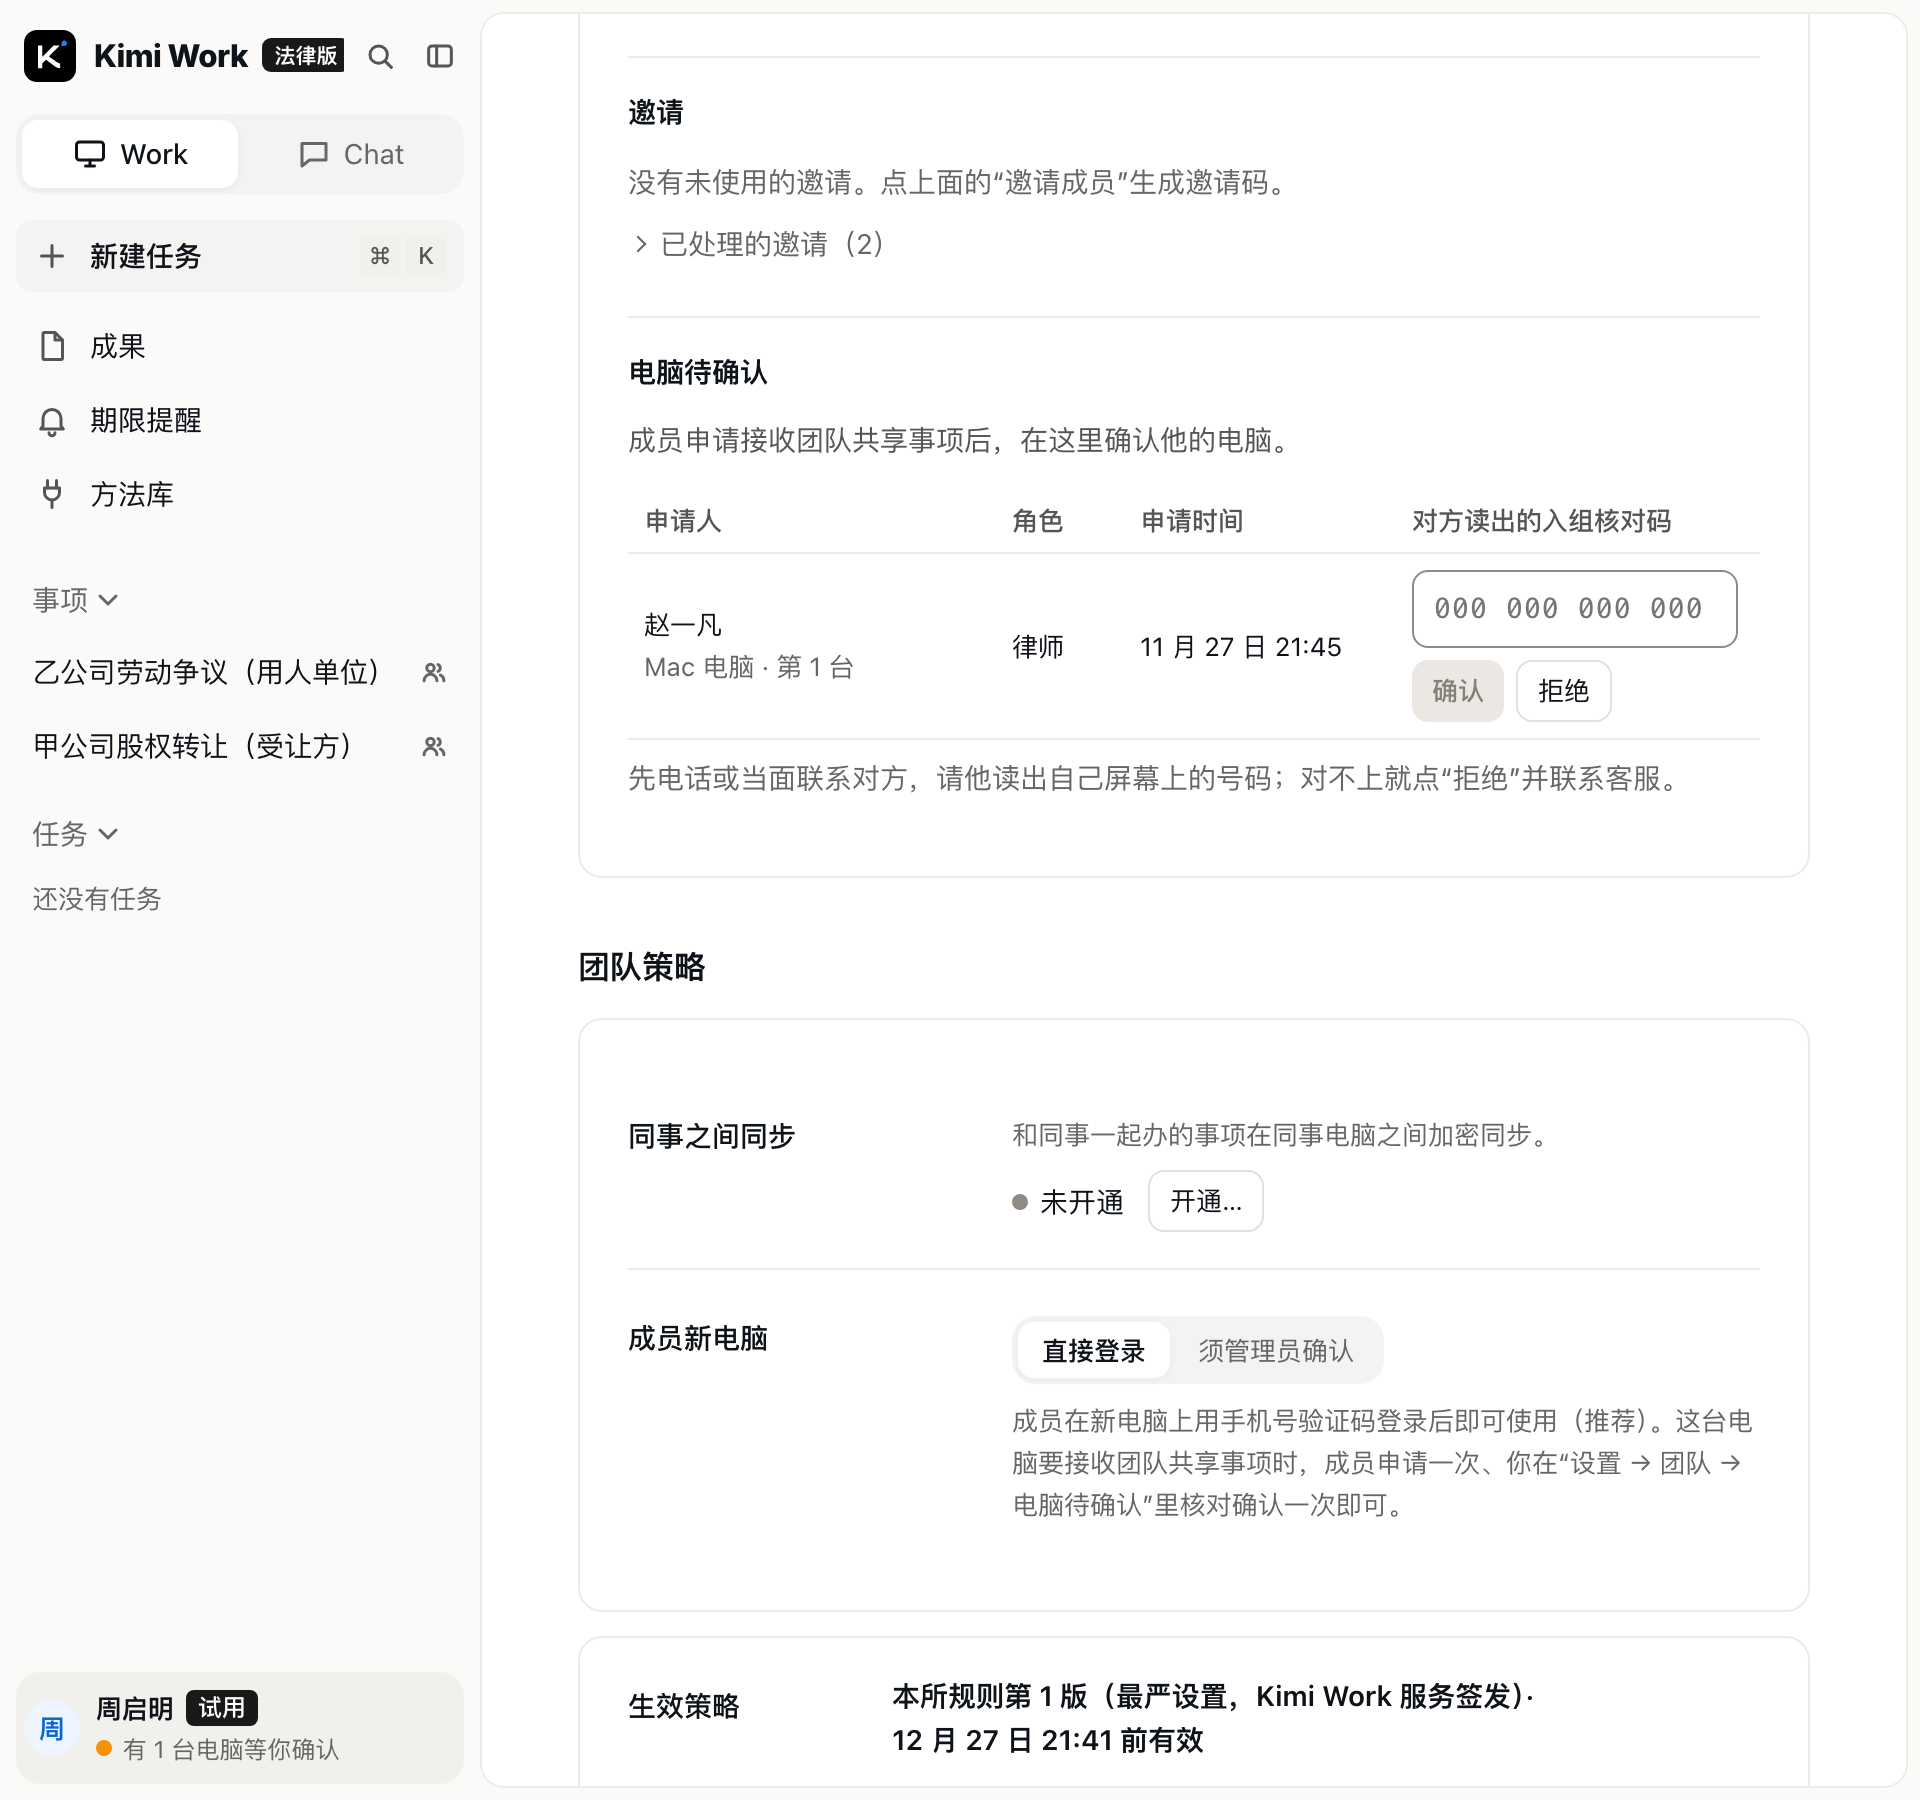 Kimi Work 法律版
Work
Chat
新建任务 ⌘ K
成果
期限提醒
方法库
事项
乙公司劳动争议（用人单位）
甲公司股权转让（受让方）
任务
还没有任务
周 周启明 试用
有 1 台电脑等你确认
邀请
没有未使用的邀请。点上面的“邀请成员”生成邀请码。
已处理的邀请（2）
电脑待确认
成员申请接收团队共享事项后，在这里确认他的电脑。
申请人 角色 申请时间 对方读出的入组核对码
赵一凡
Mac 电脑 · 第 1 台
律师
11 月 27 日 21:45
000 000 000 000
确认 拒绝
先电话或当面联系对方，请他读出自己屏幕上的号码；对不上就点“拒绝”并联系客服。
团队策略
同事之间同步
和同事一起办的事项在同事电脑之间加密同步。
未开通 开通...
成员新电脑
直接登录 须管理员确认
成员在新电脑上用手机号验证码登录后即可使用（推荐）。这台电
脑要接收团队共享事项时，成员申请一次、你在“设置 → 团队 →
电脑待确认”里核对确认一次即可。
生效策略
本所规则第 1 版（最严设置，Kimi Work 服务签发）·
12 月 27 日 21:41 前有效